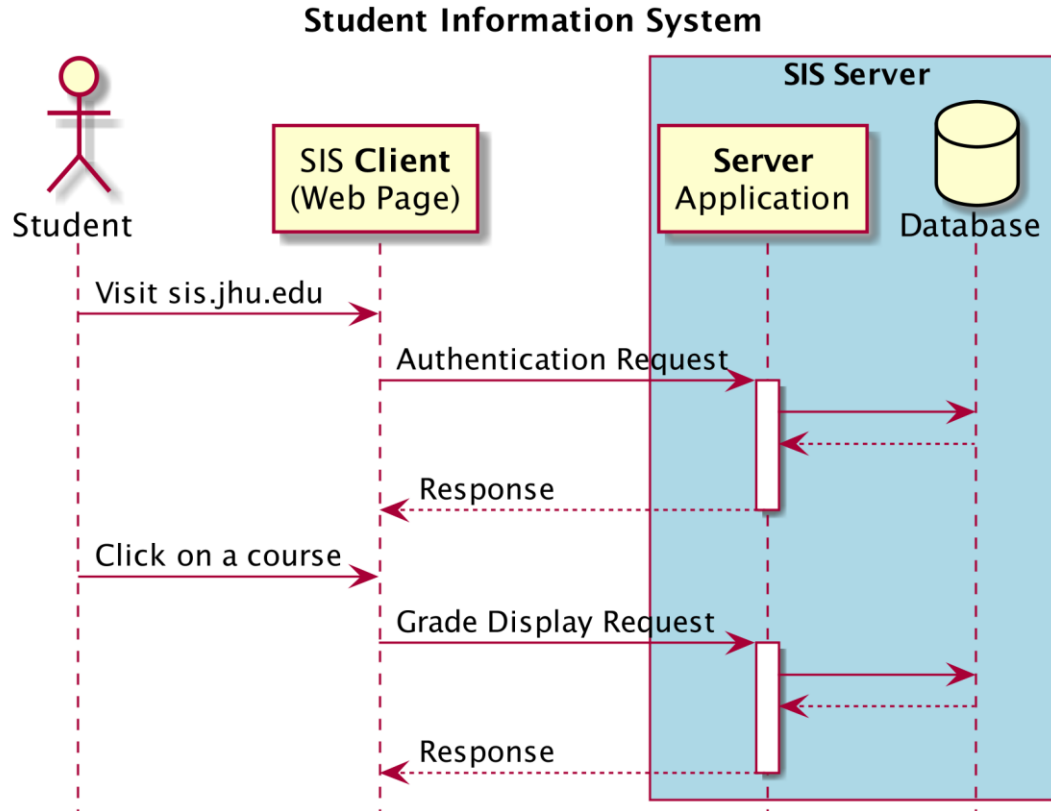 Student Information System
SIS Server
SIS Client
(Web Page)
Server
Application
Student
Database
Visit sis.jhu.edu
Authentication Request
Response
Click on a course
Grade Display Request
Response